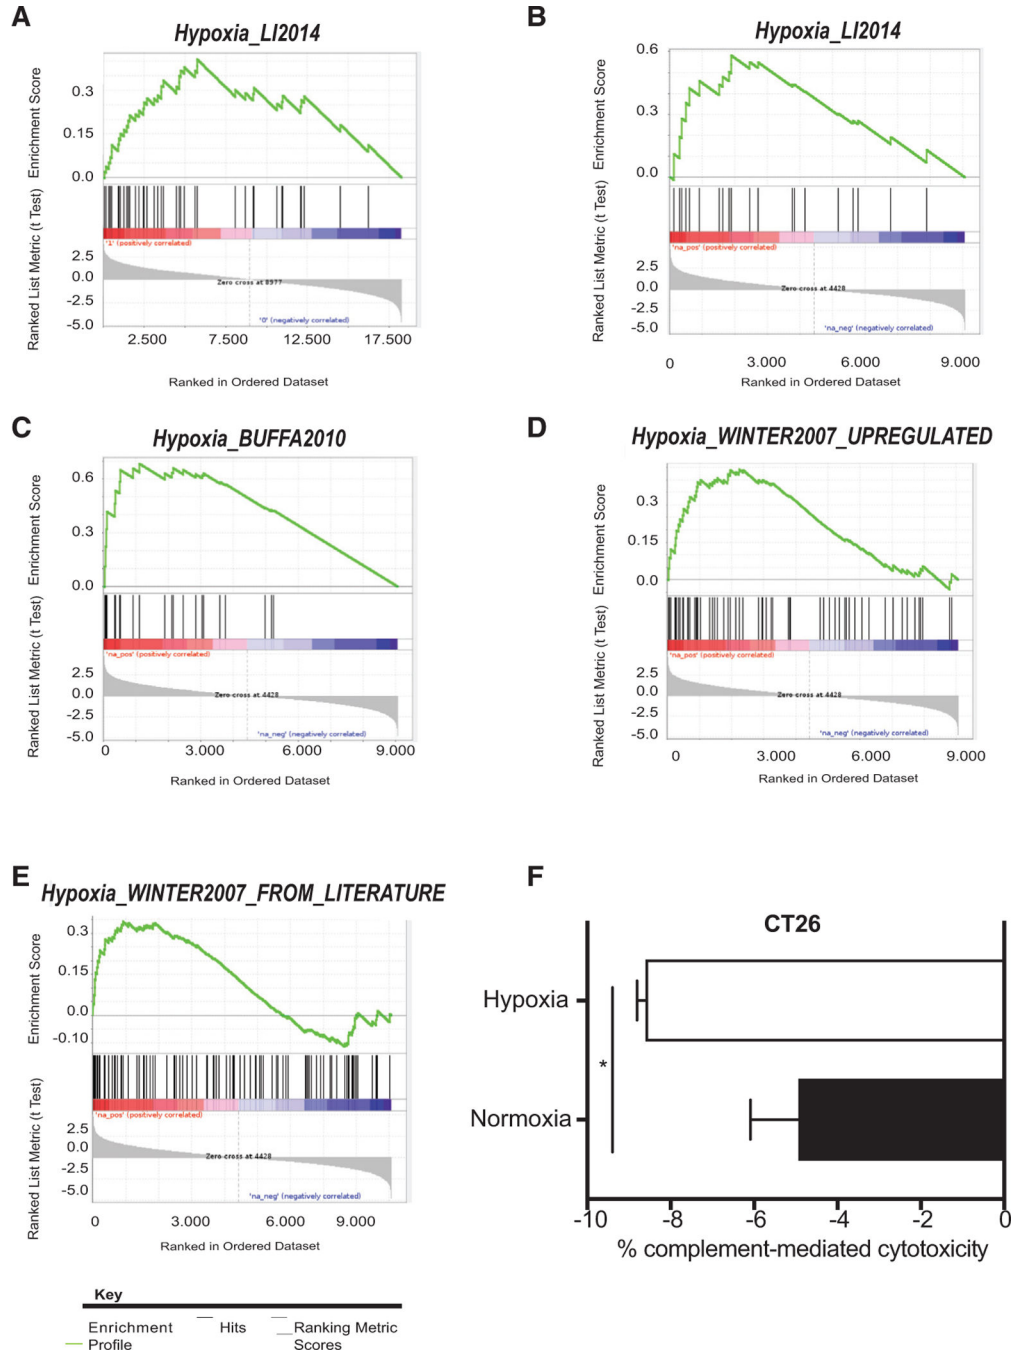 A
Hypoxia_LI2014
Enrichment Score
0.3
0.15
0.0
Ranked List Metric (t Test)
'1' (positively correlated)
2.5
0.0
-2.5
-5.0
Zero cross at 8977
'0' (negatively correlated)
2.500
7.500
12.500
17.500
Ranked in Ordered Dataset
B
Hypoxia_LI2014
Enrichment Score
0.6
0.3
0.0
Ranked List Metric (t Test)
'na_pos' (positively correlated)
2.5
0.0
-2.5
-5.0
Zero cross at 4428
'na_neg' (negatively correlated)
0
3.000
6.000
9.000
Ranked in Ordered Dataset
C
Hypoxia_BUFFA2010
Enrichment Score
0.6
0.3
0.0
Ranked List Metric (t Test)
'na_pos' (positively correlated)
2.5
0.0
-2.5
-5.0
Zero cross at 4428
'na_neg' (negatively correlated)
0
3.000
6.000
9.000
Ranked in Ordered Dataset
D
Hypoxia_WINTER2007_UPREGULATED
Enrichment Score
0.3
0.15
0.0
Ranked List Metric (t Test)
'na_pos' (positively correlated)
2.5
0.0
-2.5
-5.0
Zero cross at 4428
'na_neg' (negatively correlated)
0
3.000
6.000
9.000
Ranked in Ordered Dataset
E
Hypoxia_WINTER2007_FROM_LITERATURE
Enrichment Score
0.3
0.15
0.0
-0.10
Ranked List Metric (t Test)
'na_pos' (positively correlated)
2.5
0.0
-2.5
-5.0
Zero cross at 4428
'na_neg' (negatively correlated)
0
3.000
6.000
9.000
Ranked in Ordered Dataset
F
CT26
Hypoxia
*
Normoxia
-10
-8
-6
-4
-2
0
% complement-mediated cytotoxicity
Key
Enrichment
Profile
Hits
Ranking Metric
Scores